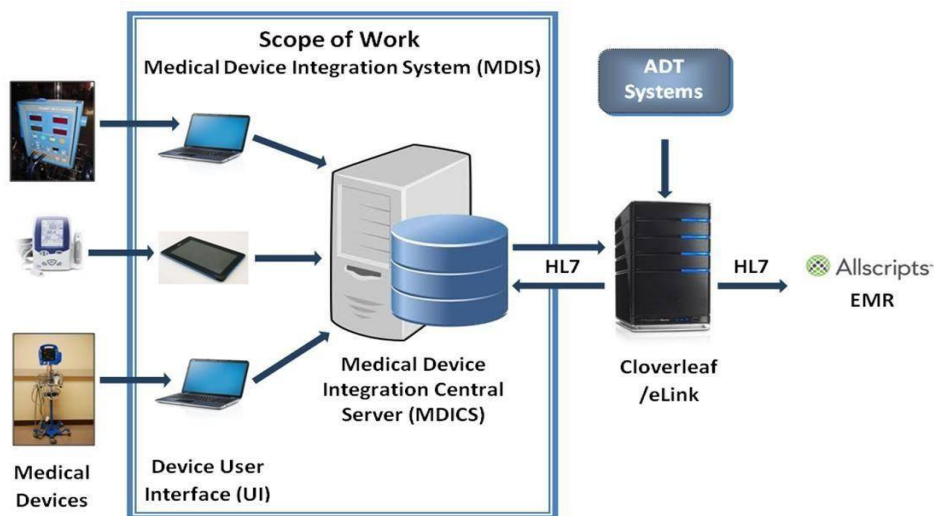 Scope of Work
Medical Device Integration System (MDIS)
ADT
Systems
HL7
HL7
Allscripts™
EMR
Medical Device
Integration Central
Server (MDICS)
Cloverleaf
/eLink
Medical
Devices
Device User
Interface (UI)